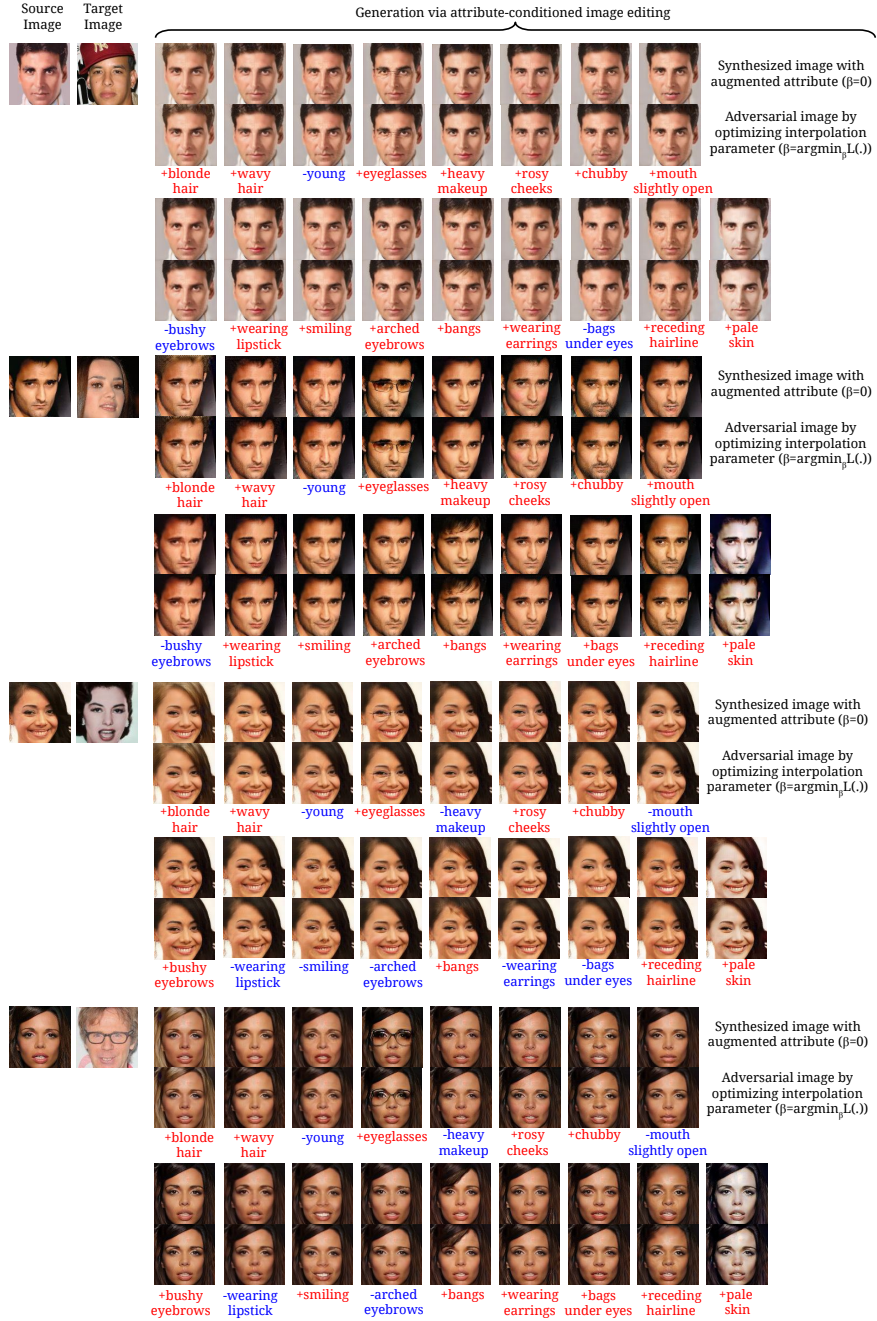 Source Image
Target Image
Generation via attribute-conditioned image editing
Synthesized image with
augmented attribute (β=0)
Adversarial image by
optimizing interpolation
parameter (β=argminᵦL(.))
+blonde hair
+wavy hair
-young
+eyeglasses
+heavy makeup
+rosy cheeks
+chubby
+mouth slightly open
-bushy eyebrows
+wearing lipstick
+smiling
+arched eyebrows
+bangs
+wearing earrings
-bags under eyes
+receding hairline
+pale skin
Synthesized image with
augmented attribute (β=0)
Adversarial image by
optimizing interpolation
parameter (β=argminᵦL(.))
+blonde hair
+wavy hair
-young
+eyeglasses
+heavy makeup
+rosy cheeks
+chubby
+mouth slightly open
-bushy eyebrows
+wearing lipstick
+smiling
+arched eyebrows
+bangs
+wearing earrings
+bags under eyes
+receding hairline
+pale skin
Synthesized image with
augmented attribute (β=0)
Adversarial image by
optimizing interpolation
parameter (β=argminᵦL(.))
+blonde hair
+wavy hair
-young
+eyeglasses
-heavy makeup
+rosy cheeks
+chubby
-mouth slightly open
+bushy eyebrows
-wearing lipstick
-smiling
-arched eyebrows
+bangs
-wearing earrings
-bags under eyes
+receding hairline
+pale skin
Synthesized image with
augmented attribute (β=0)
Adversarial image by
optimizing interpolation
parameter (β=argminᵦL(.))
+blonde hair
+wavy hair
-young
+eyeglasses
-heavy makeup
+rosy cheeks
+chubby
-mouth slightly open
+bushy eyebrows
-wearing lipstick
+smiling
-arched eyebrows
+bangs
+wearing earrings
+bags under eyes
+receding hairline
+pale skin